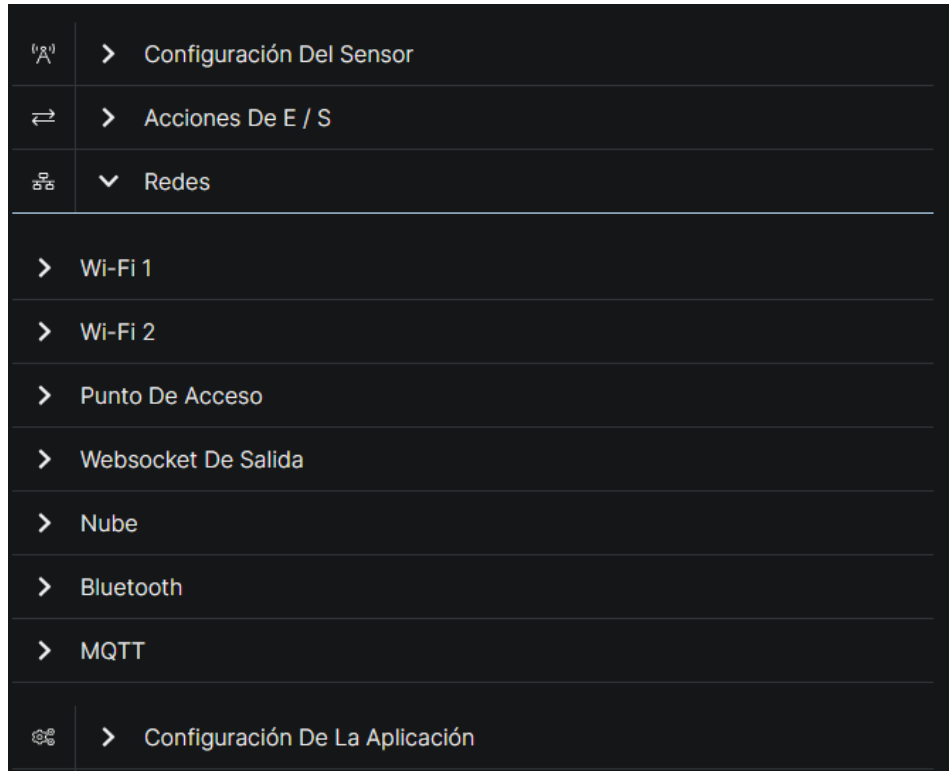 Configuración Del Sensor
Acciones De E / S
Redes
Wi-Fi 1
Wi-Fi 2
Punto De Acceso
Websocket De Salida
Nube
Bluetooth
MQTT
Configuración De La Aplicación